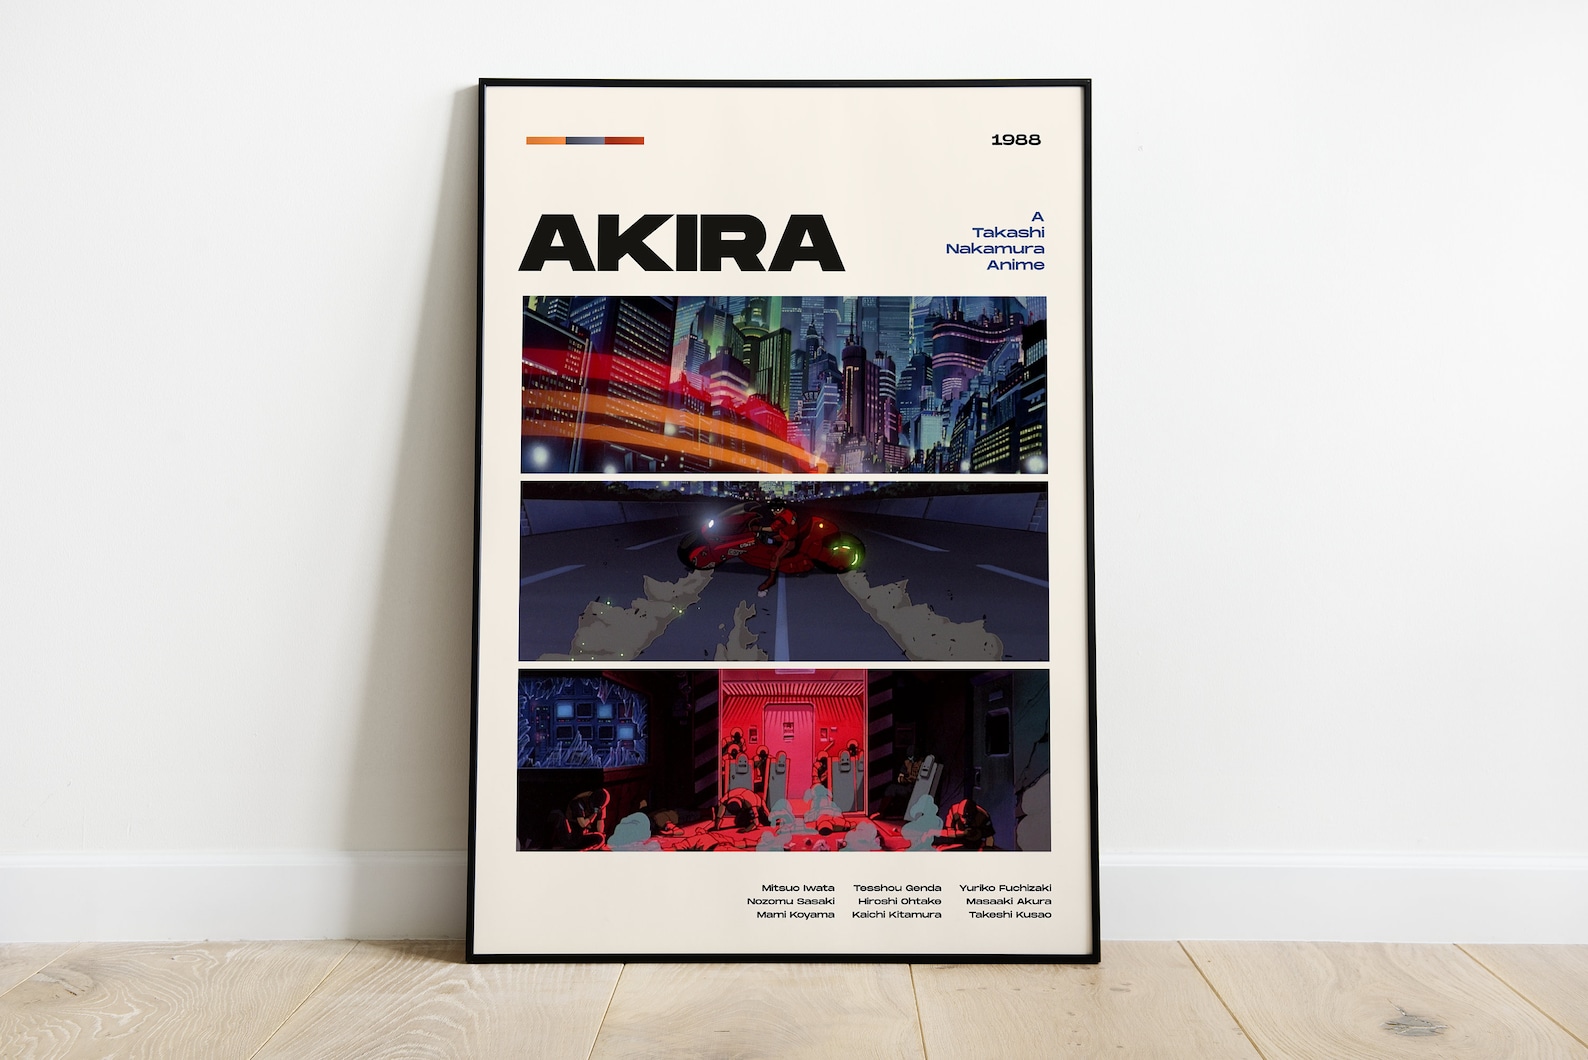 1988
AKIRA
A
Takashi
Nakamura
Anime
Mitsuo Iwata Tesshou Genda Yuriko Fuchizaki
Nozomu Sasaki Hiroshi Ohtake Masaaki Akura
Mami Koyama Kaichi Kitamura Takeshi Kusao